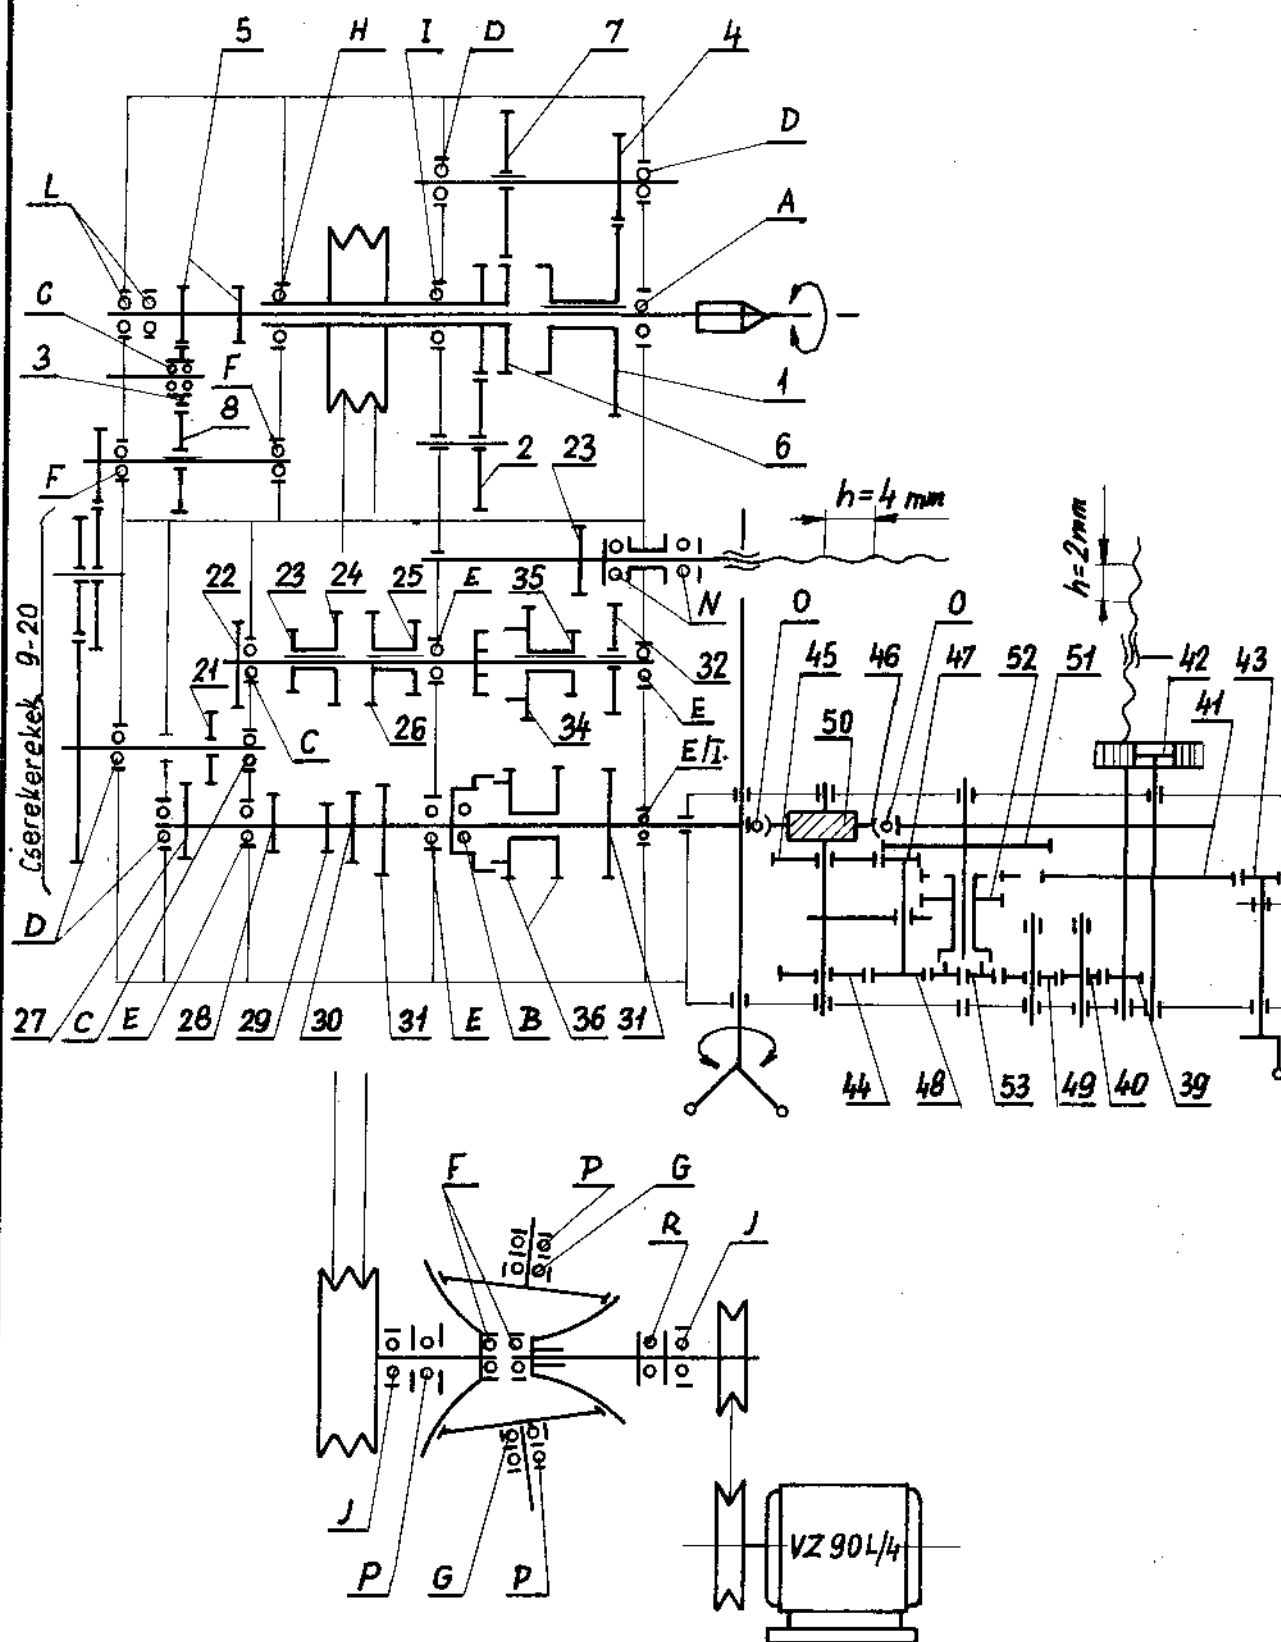 5 H I D 7 4
D
L
A
C
3 F
8
1
F
2 23
6
h=4 mm
h=2mm
Cserekerekek 9-20
22 23 24 25 E 35
N
O O
45 46 47 52 51 42 43
21
32
41
26 34 E
50
C
E/I.
D
27 C E 28 29 30 31 E B 36 31
44 48 53 49 40 39
F P G
R J
J
P G P
VZ 90L/4